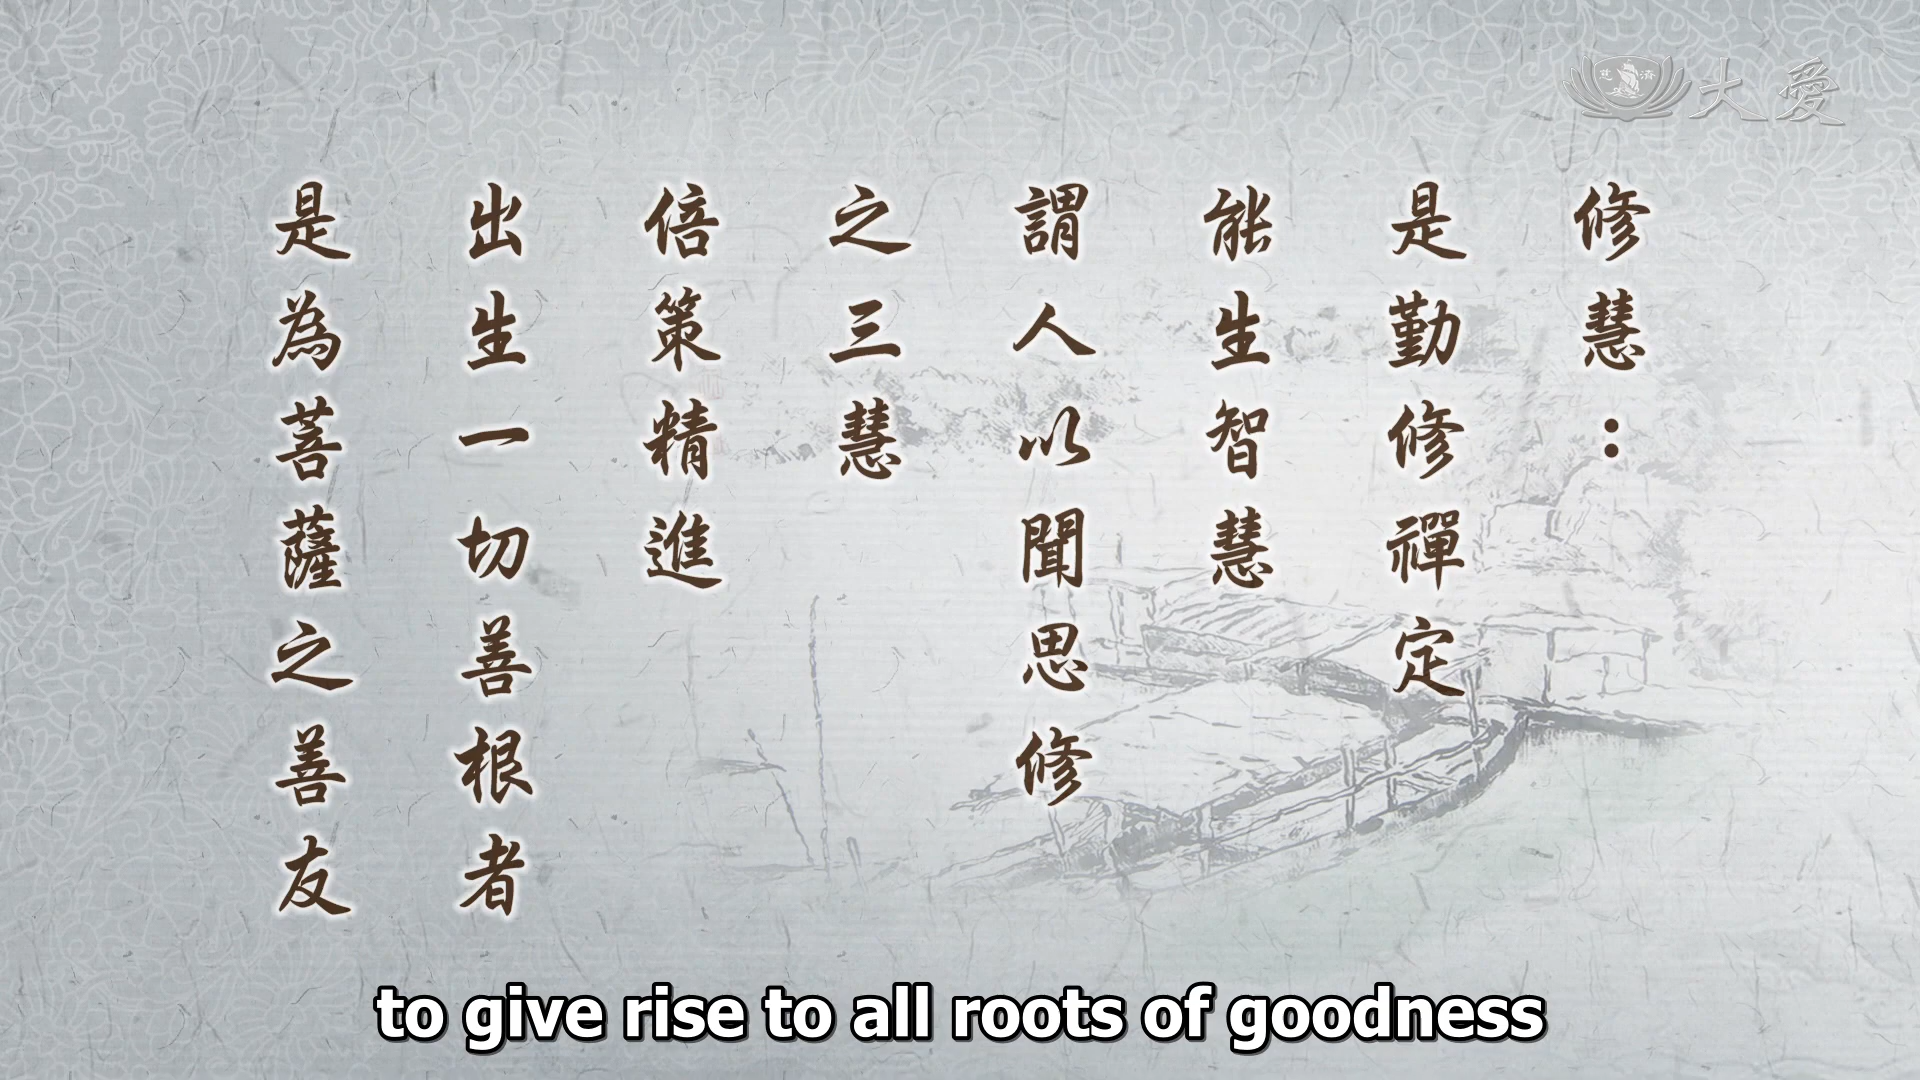 慈濟
大愛
修慧：
是勤修禪定
能生智慧
謂人以聞思修
之三慧
倍策精進
出生一切善根者
是為菩薩之善友
to give rise to all roots of goodness